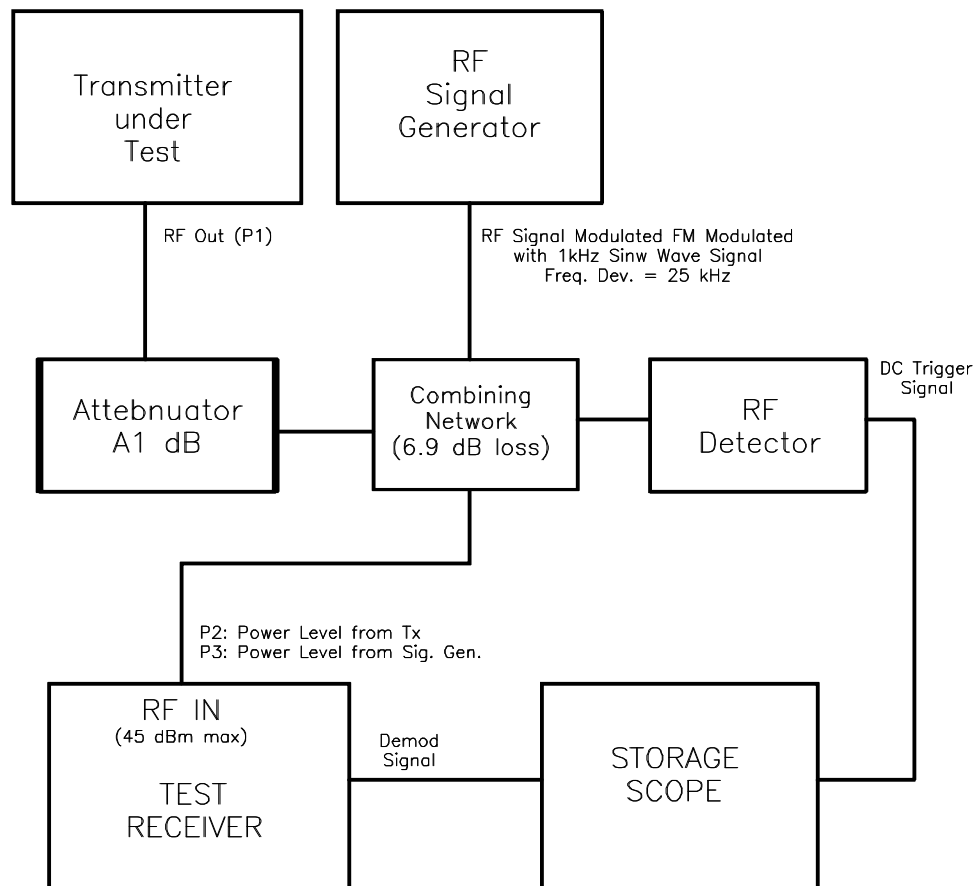 Transmitter
under
Test
RF
Signal
Generator
RF Out (P1)
RF Signal Modulated FM Modulated
with 1kHz Sinw Wave Signal
Freq. Dev. = 25 kHz
Attebnuator
A1 dB
Combining
Network
(6.9 dB loss)
RF
Detector
DC Trigger
Signal
P2: Power Level from Tx
P3: Power Level from Sig. Gen.
RF IN
(45 dBm max)
TEST
RECEIVER
Demod
Signal
STORAGE
SCOPE